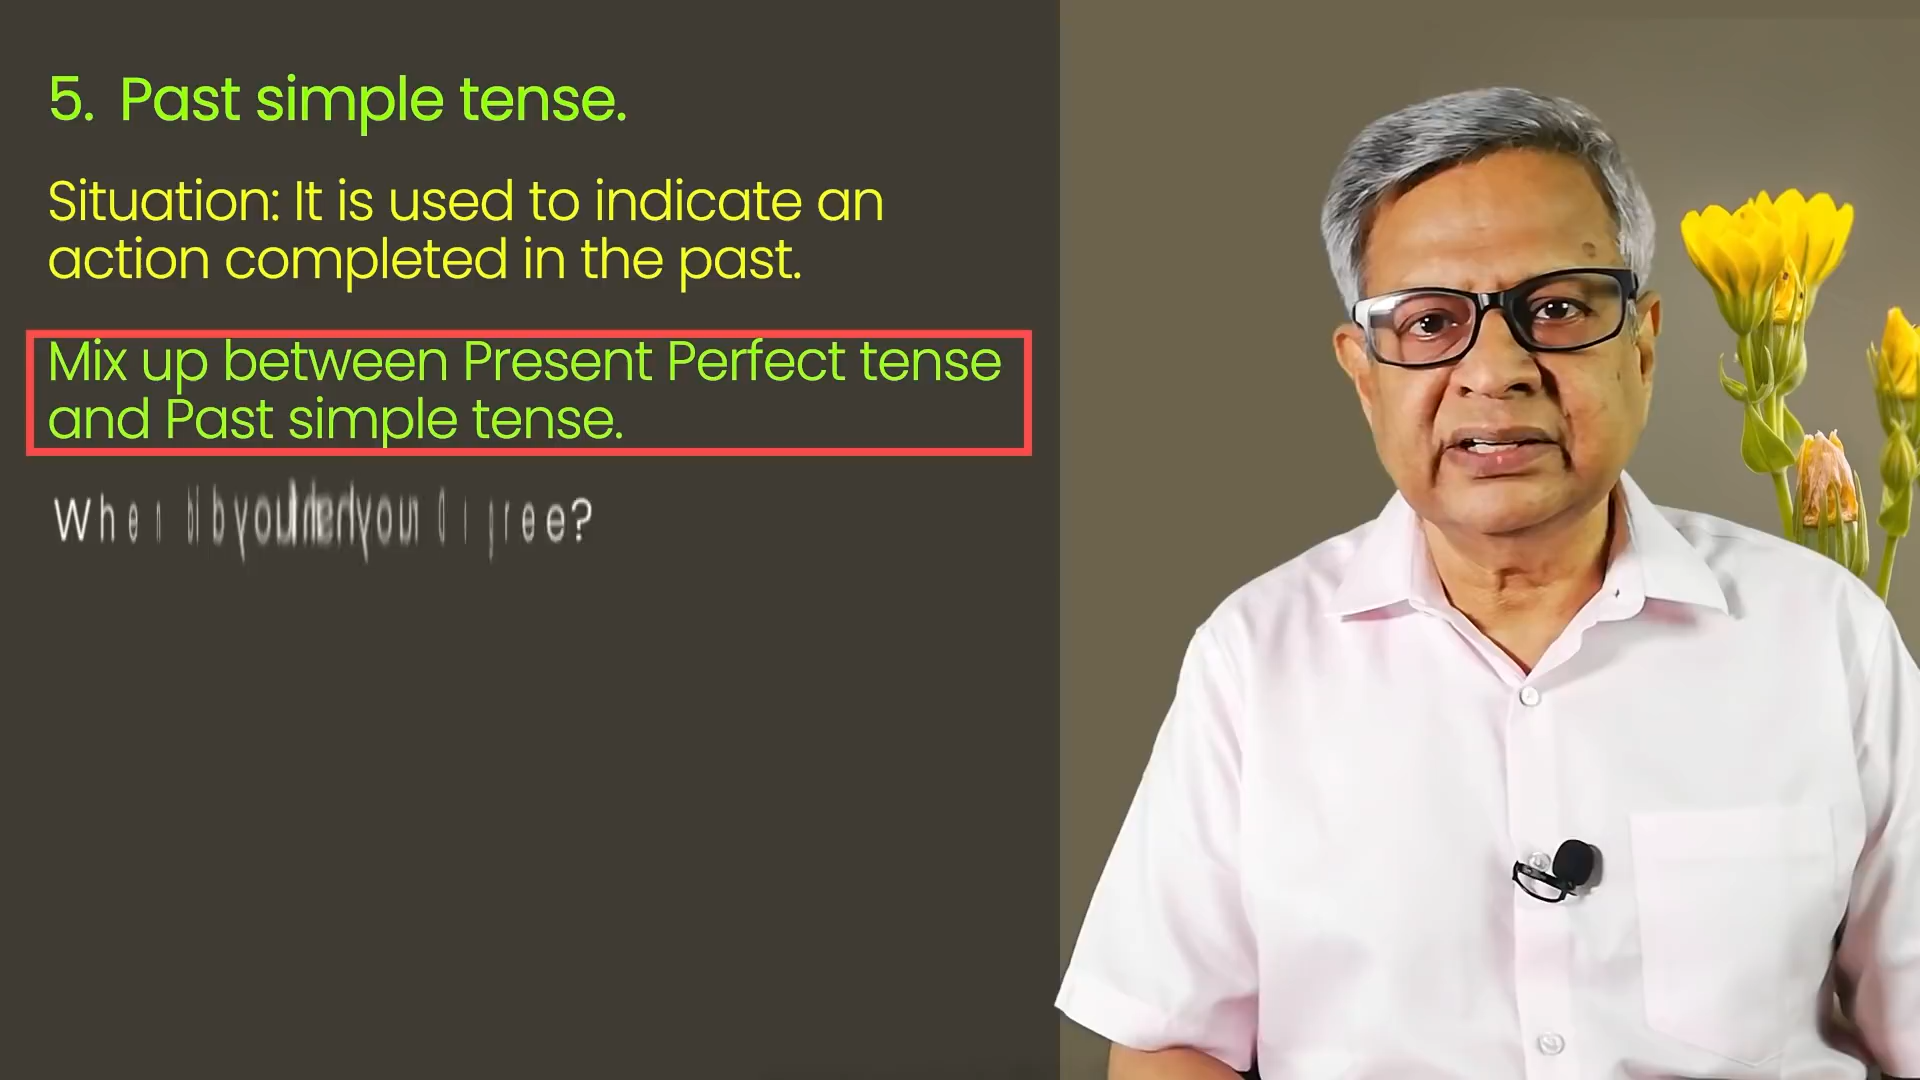 5. Past simple tense.
Situation: It is used to indicate an
action completed in the past.
Mix up between Present Perfect tense
and Past simple tense.
When